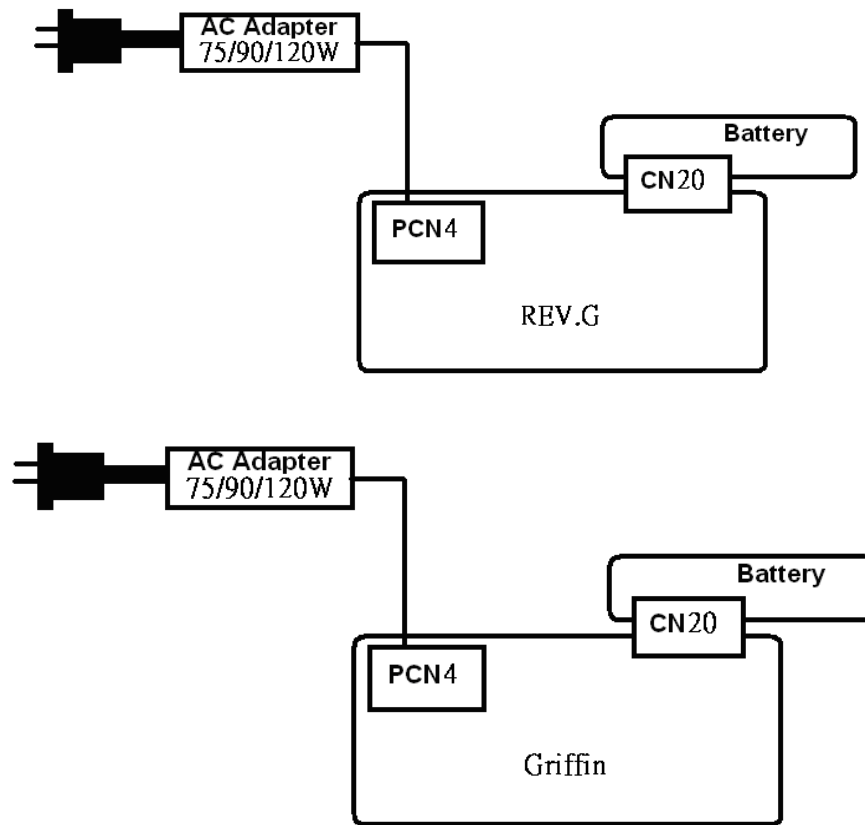 AC Adapter
75/90/120W
Battery
CN20
PCN4
REV.G
AC Adapter
75/90/120W
Battery
CN20
PCN4
Griffin